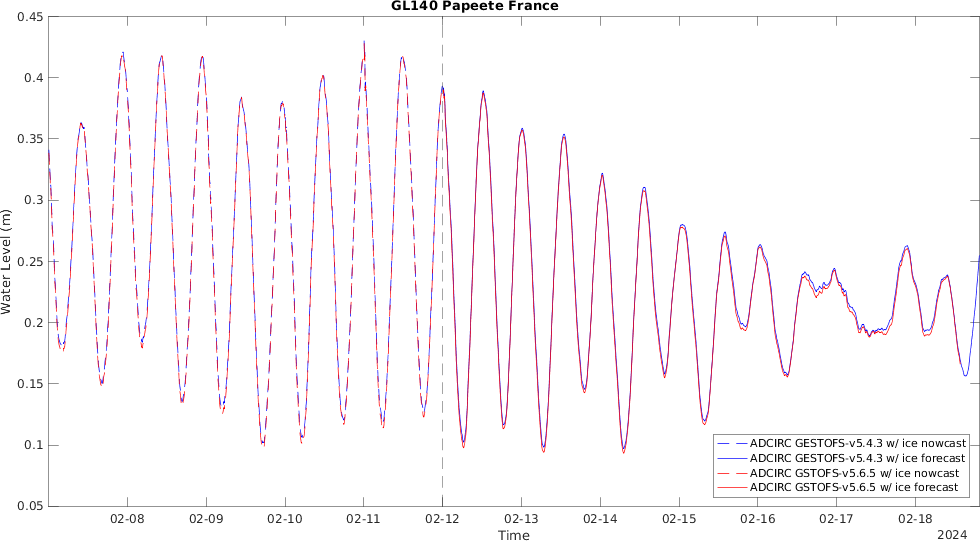 GL140 Papeete France
0.45
0.4
0.35
0.3
0.25
0.2
0.15
0.1
0.05
Water Level (m)
ADCIRC GESTOFS-v5.4.3 w/ ice nowcast
ADCIRC GESTOFS-v5.4.3 w/ ice forecast
ADCIRC GSTOFS-v5.6.5 w/ ice nowcast
ADCIRC GSTOFS-v5.6.5 w/ ice forecast
02-08 02-09 02-10 02-11 02-12 02-13 02-14 02-15 02-16 02-17 02-18
Time
2024